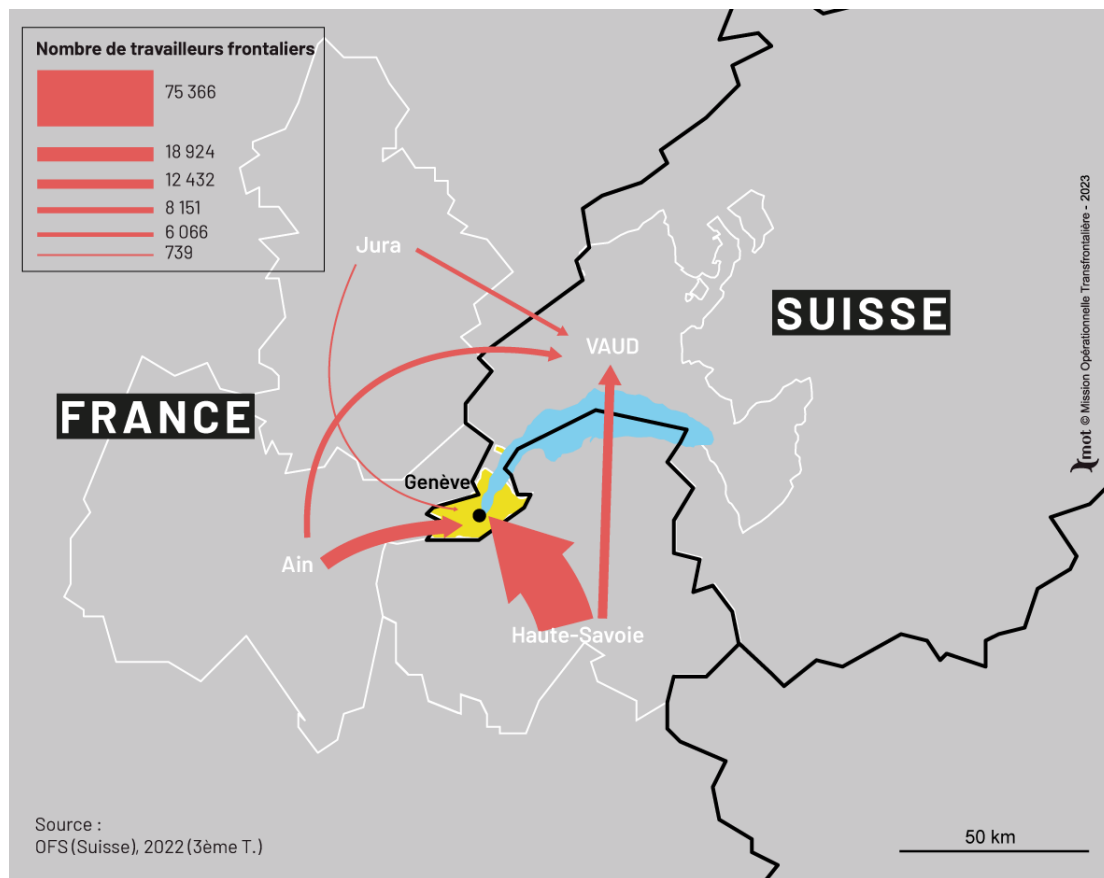 Nombre de travailleurs frontaliers
75 366
18 924
12 432
8 151
6 066
739
Jura
SUISSE
VAUD
FRANCE
Genève
Ain
Haute-Savoie
mot © Mission Opérationnelle Transfrontalière - 2023
Source :
OFS (Suisse), 2022 (3ème T.)
50 km